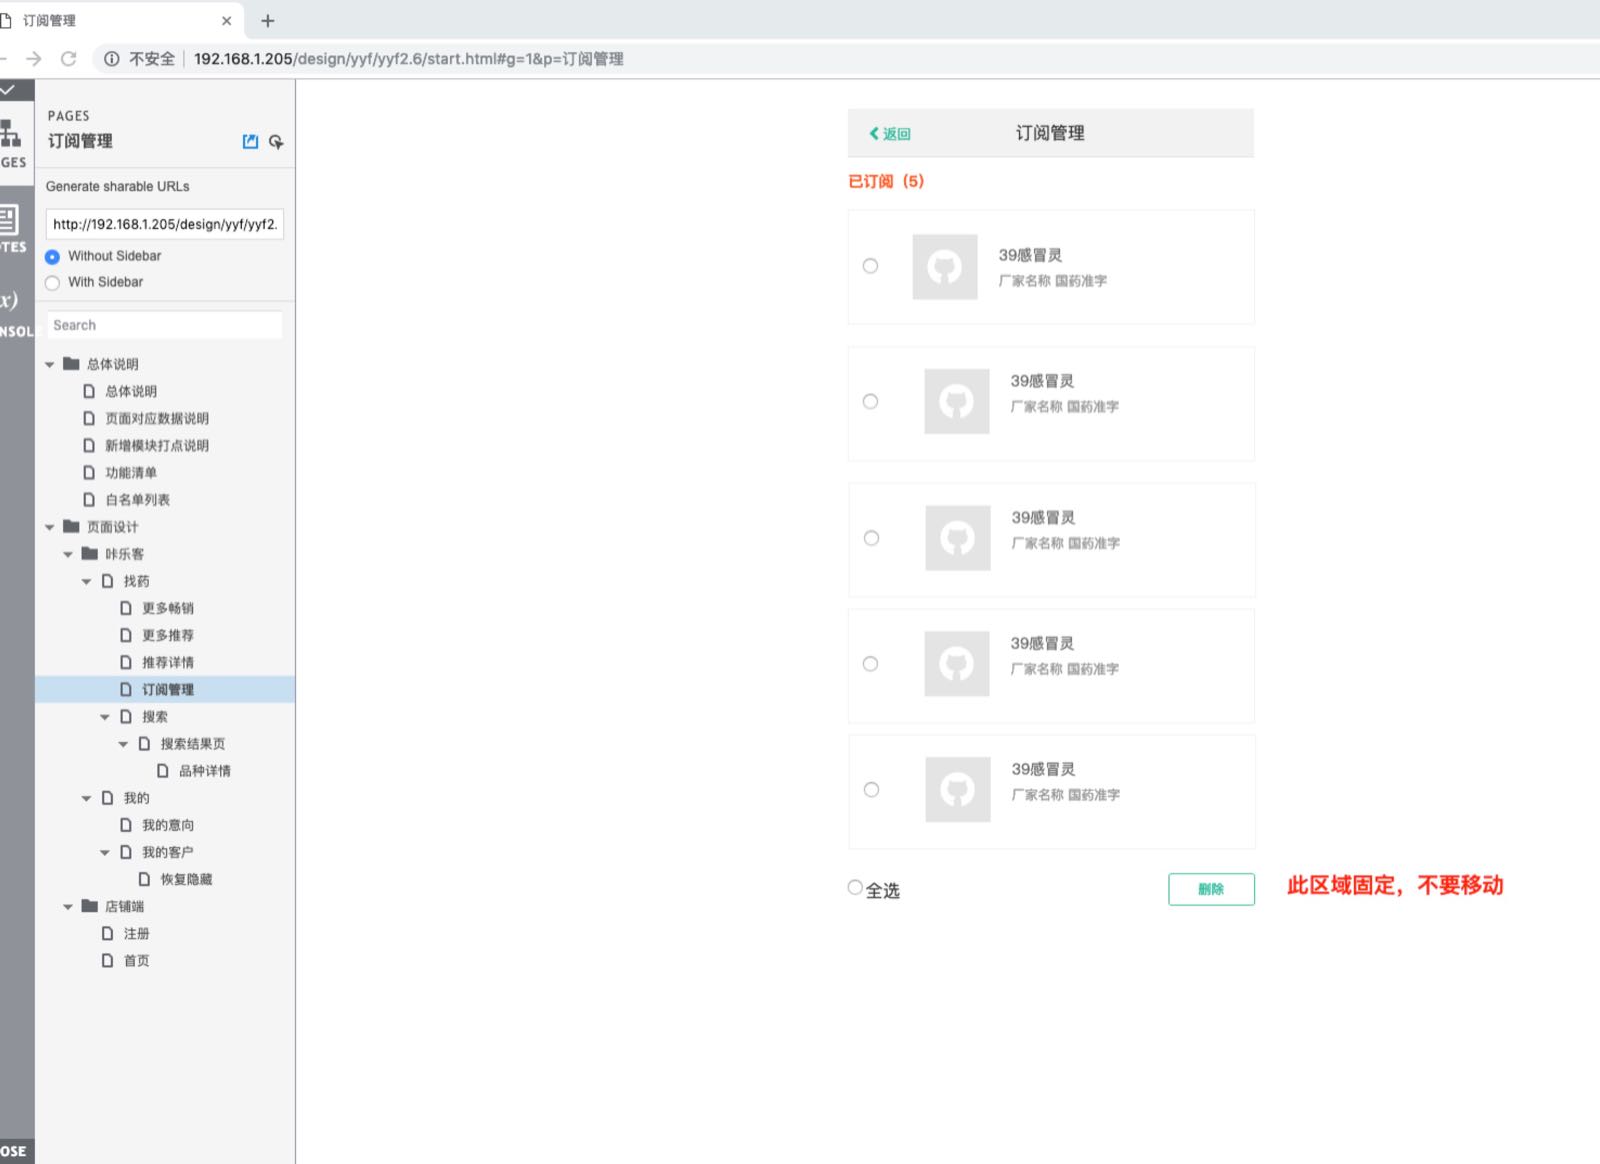 订阅管理
不安全
192.168.1.205/design/yyf/yyf2.6/start.html#g=1&p=订阅管理
PAGES
订阅管理
GES
Generate sharable URLs
http://192.168.1.205/design/yyf/yyf2.
OTES
Without Sidebar
With Sidebar
x)
NSOL
Search
总体说明
总体说明
页面对应数据说明
新增模块打点说明
功能清单
白名单列表
页面设计
咔乐客
找药
更多畅销
更多推荐
推荐详情
订阅管理
搜索
搜索结果页
品种详情
我的
我的意向
我的客户
恢复隐藏
店铺端
注册
首页
OSE
返回
订阅管理
已订阅（5）
39感冒灵
厂家名称 国药准字
39感冒灵
厂家名称 国药准字
39感冒灵
厂家名称 国药准字
39感冒灵
厂家名称 国药准字
39感冒灵
厂家名称 国药准字
全选
删除
此区域固定，不要移动